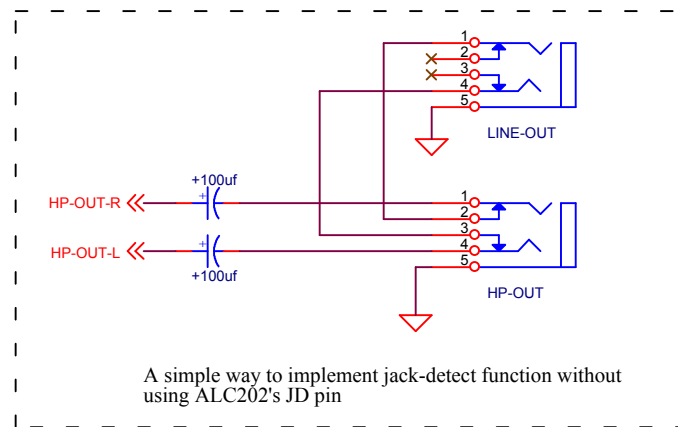 1
2
3
4
5
LINE-OUT
+100uf
+
HP-OUT-R
1
2
3
4
5
HP-OUT-L
+
+100uf
HP-OUT
A simple way to implement jack-detect function without
using ALC202's JD pin